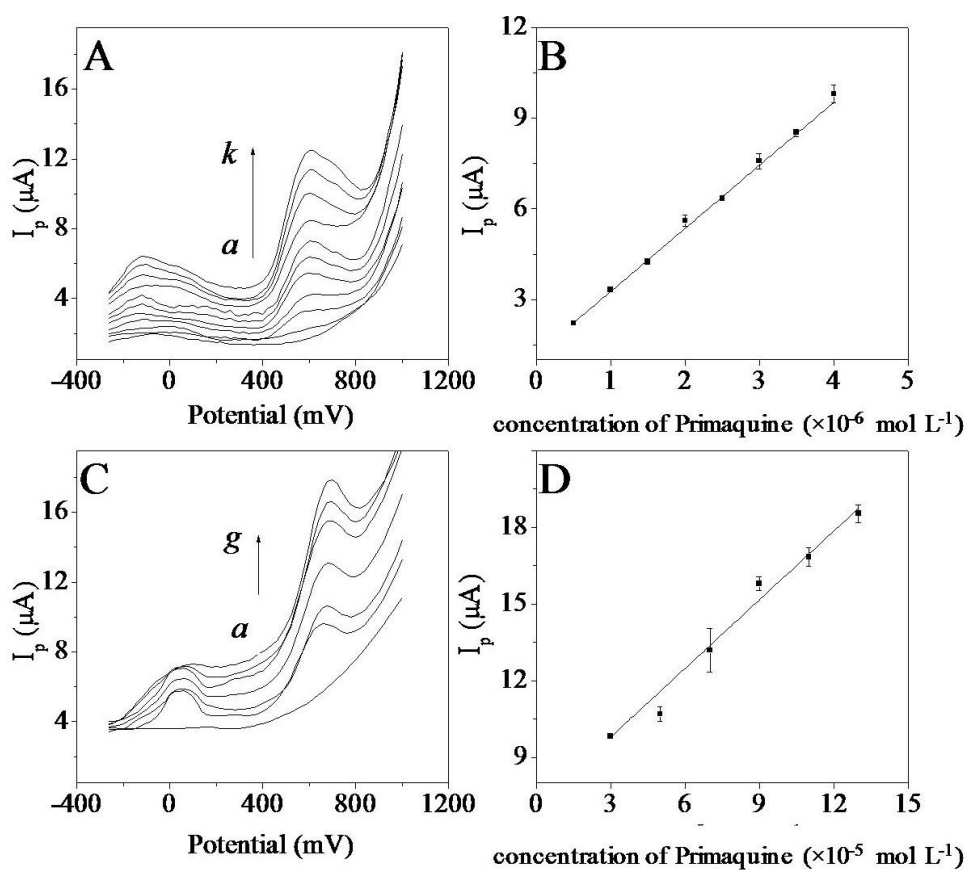 A
18
16
12
8
4
I_p (μA)
k
a
-400 0 400 800 1200
Potential (mV)
B
12
9
6
3
I_p (μA)
0 1 2 3 4 5
concentration of Primaquine (×10⁻⁶ mol L⁻¹)
C
16
12
8
4
I_p (μA)
g
a
-400 0 400 800 1200
Potential (mV)
D
18
15
12
9
I_p (μA)
0 3 6 9 12 15
concentration of Primaquine (×10⁻⁵ mol L⁻¹)